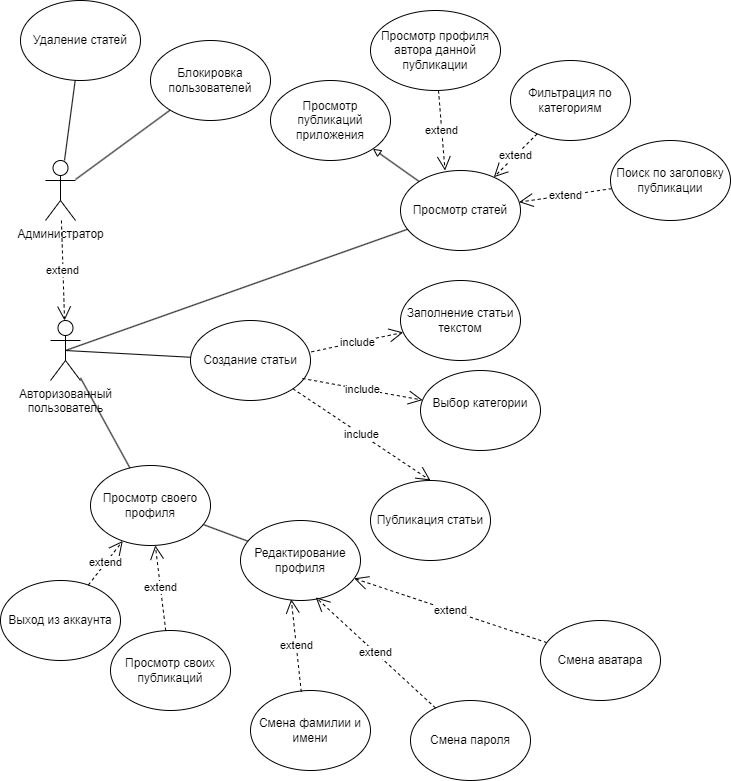 Удаление статей
Блокировка
пользователей
Просмотр профиля
автора данной
публикации
Просмотр
публикаций
приложения
Фильтрация по
категориям
extend
extend
Поиск по заголовку
публикации
extend
Просмотр статей
Администратор
extend
Авторизованный
пользователь
Создание статьи
Заполнение статьи
текстом
include
include
Выбор категории
include
Публикация статьи
Просмотр своего
профиля
Редактирование
профиля
extend
extend
Выход из аккаунта
Просмотр своих
публикаций
extend
extend
extend
Смена аватара
Смена фамилии и
имени
Смена пароля